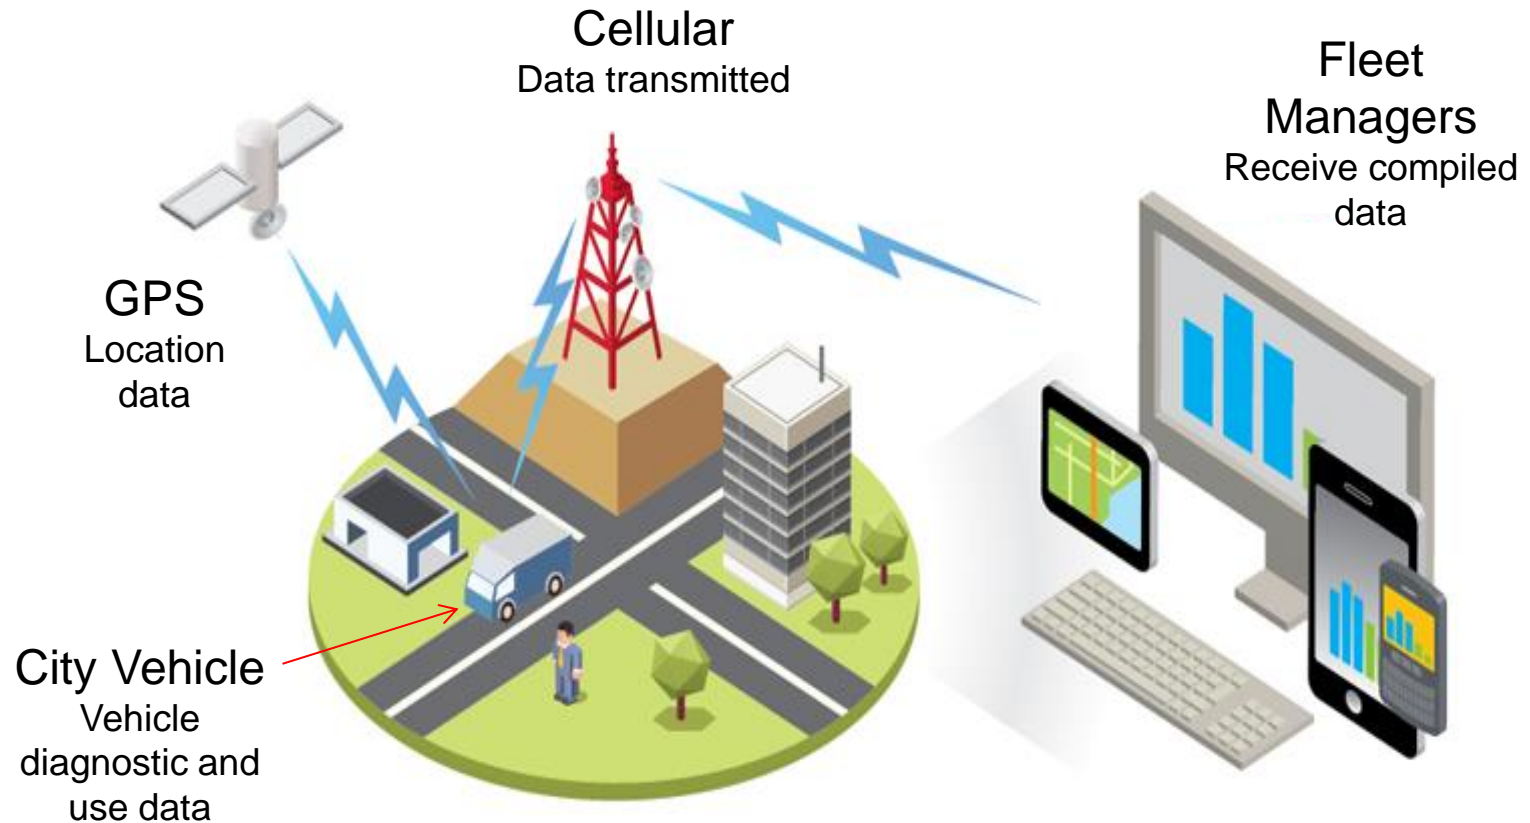 Cellular
Data transmitted
Fleet
Managers
Receive compiled
data
GPS
Location
data
City Vehicle
Vehicle
diagnostic and
use data